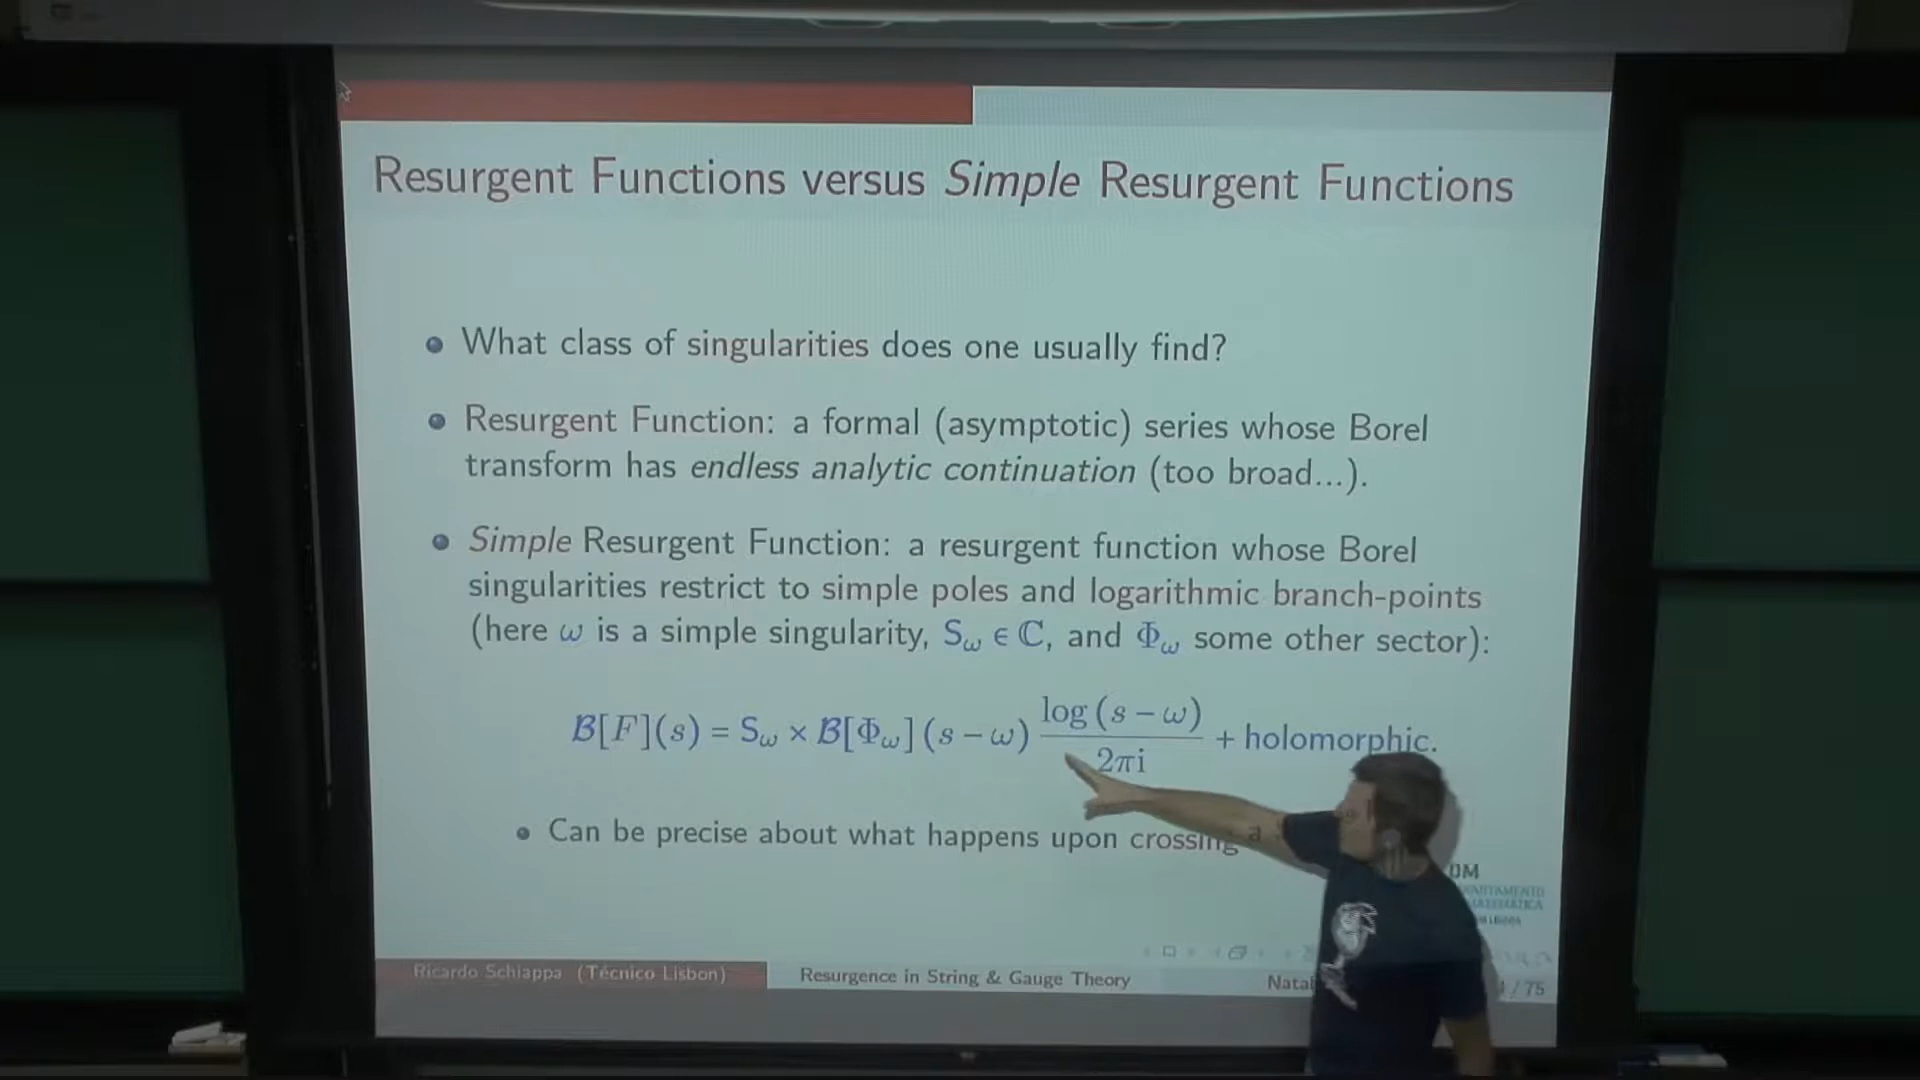 Resurgent Functions versus Simple Resurgent Functions
What class of singularities does one usually find?
Resurgent Function: a formal (asymptotic) series whose Borel
transform has endless analytic continuation (too broad...).
Simple Resurgent Function: a resurgent function whose Borel
singularities restrict to simple poles and logarithmic branch-points
(here ω is a simple singularity, S_ω ∈ ℂ, and Φ_ω some other sector):
B[F](s) = S_ω × B[Φ_ω](s − ω) log (s − ω) / 2πi + holomorphic.
Can be precise about what happens upon crossing a
DM
Ricardo Schiappa (Técnico Lisbon)
Resurgence in String & Gauge Theory
/ 75